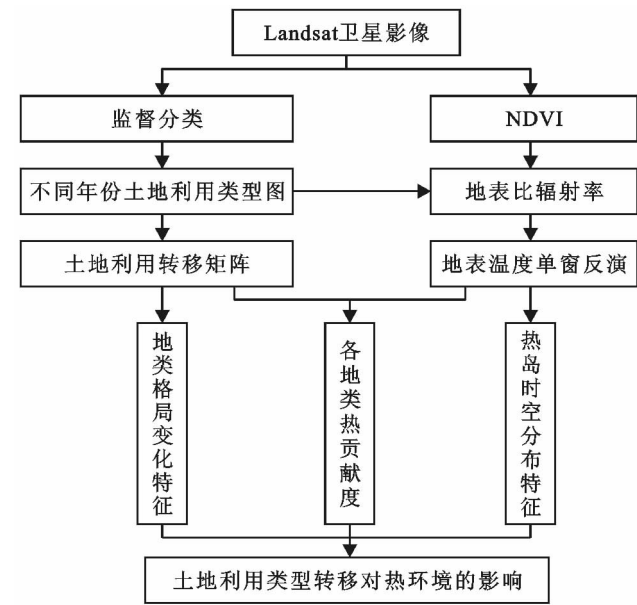 Landsat卫星影像
监督分类
NDVI
不同年份土地利用类型图
地表比辐射率
土地利用转移矩阵
地表温度单窗反演
地类格局变化特征
各地类热贡献度
热岛时空分布特征
土地利用类型转移对热环境的影响